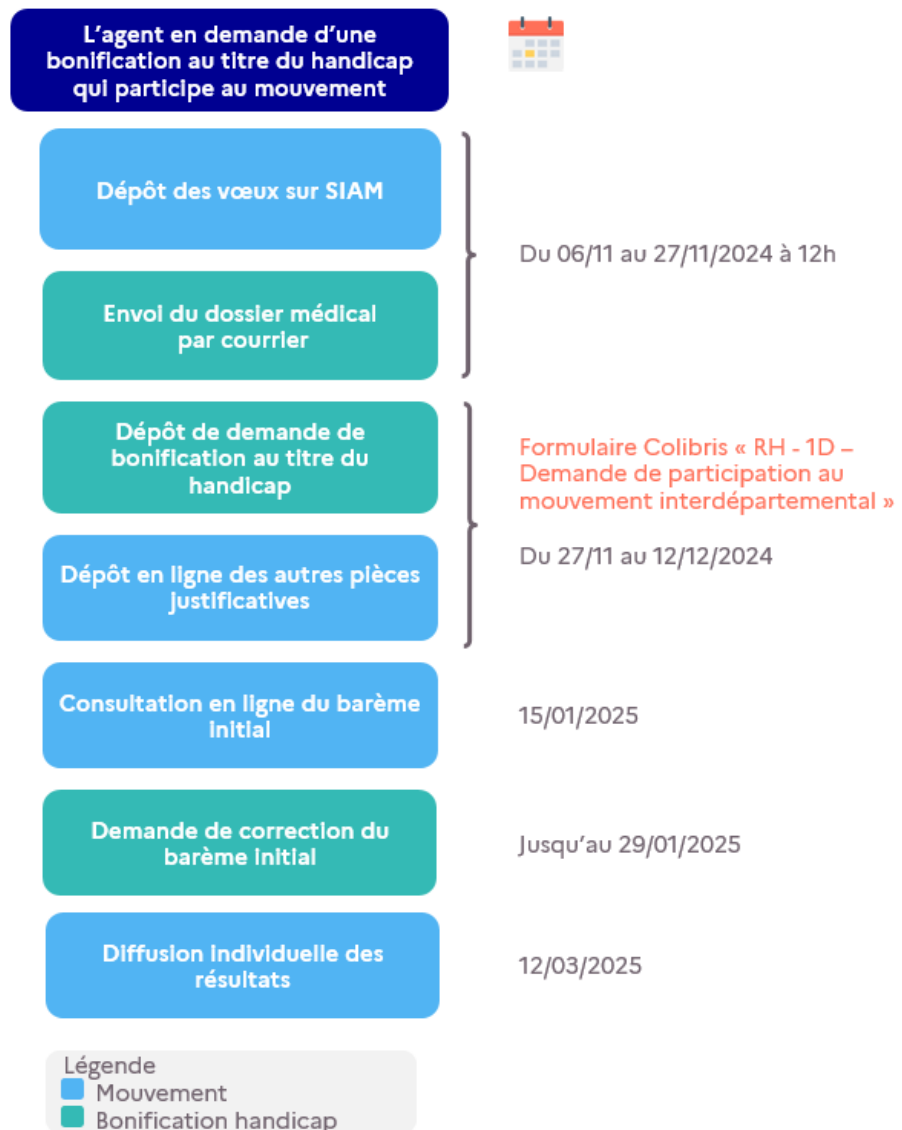 L'agent en demande d'une
bonification au titre du handicap
qui participe au mouvement
Dépôt des vœux sur SIAM
Du 06/11 au 27/11/2024 à 12h
Envoi du dossier médical
par courrier
Dépôt de demande de
bonification au titre du
handicap
Formulaire Colibris « RH - 1D –
Demande de participation au
mouvement interdépartemental »
Du 27/11 au 12/12/2024
Dépôt en ligne des autres pièces
justificatives
Consultation en ligne du barème
initial
15/01/2025
Demande de correction du
barème initial
Jusqu'au 29/01/2025
Diffusion individuelle des
résultats
12/03/2025
Légende
Mouvement
Bonification handicap